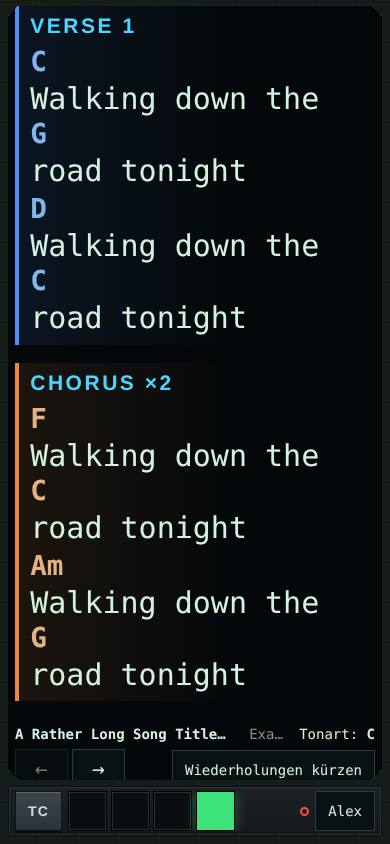 VERSE 1
C
Walking down the
G
road tonight
D
Walking down the
C
road tonight
CHORUS ×2
F
Walking down the
C
road tonight
Am
Walking down the
G
road tonight
A Rather Long Song Title… Exa… Tonart: C
← → Wiederholungen kürzen
TC Alex